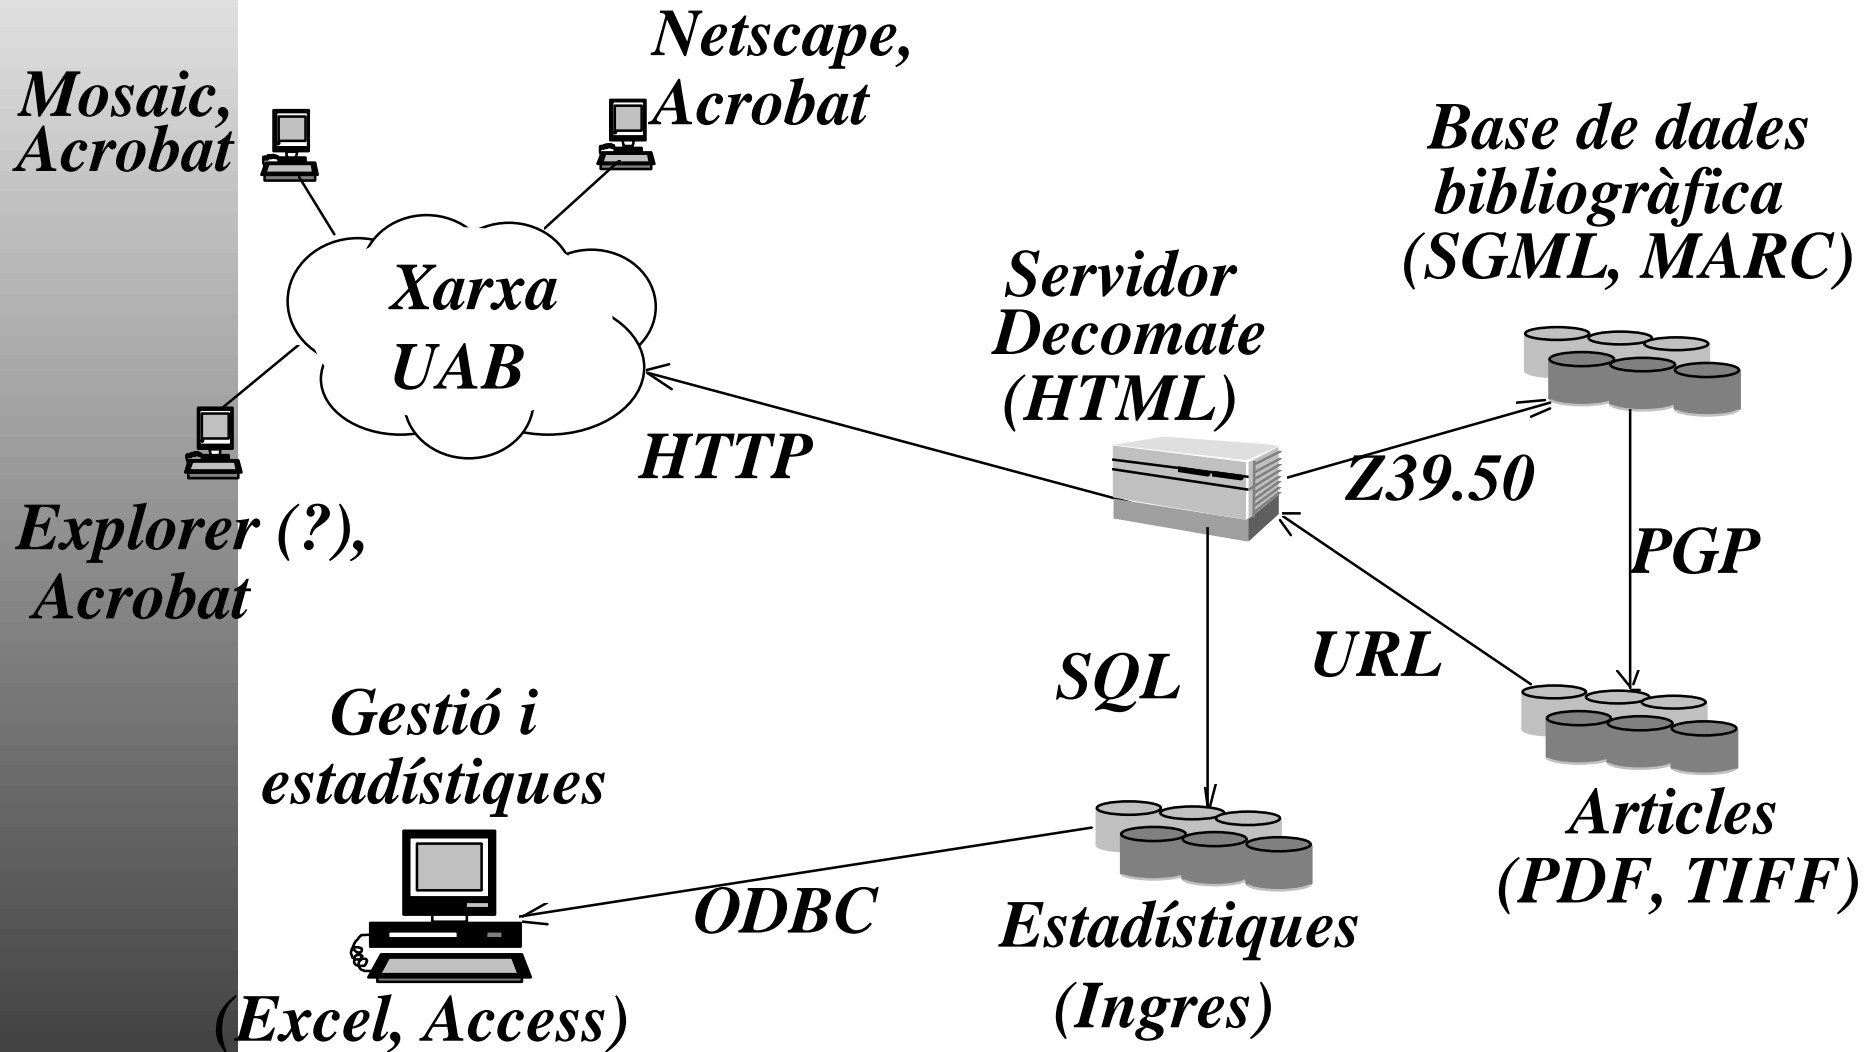 Netscape,
Acrobat
Mosaic,
Acrobat
Base de dades
bibliogràfica
(SGML, MARC)
Xarxa
UAB
Servidor
Decomate
(HTML)
HTTP
Z39.50
Explorer (?),
Acrobat
PGP
URL
SQL
Gestió i
estadístiques
Articles
(PDF, TIFF)
ODBC
Estadístiques
(Ingres)
(Excel, Access)